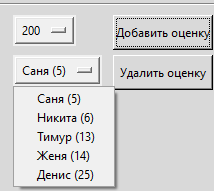 200 Добавить оценку
Саня (5) Удалить оценку
Саня (5)
Никита (6)
Тимур (13)
Женя (14)
Денис (25)